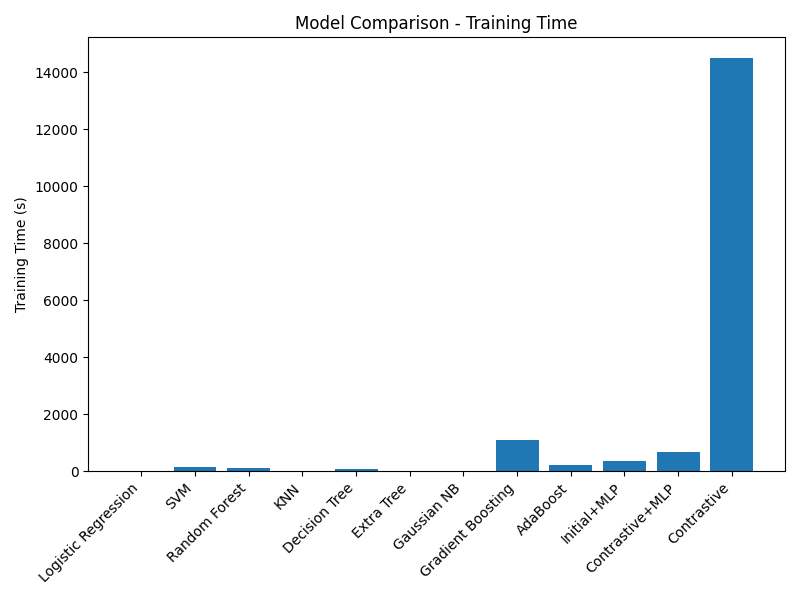 Model Comparison - Training Time
Training Time (s)
14000
12000
10000
8000
6000
4000
2000
0
Logistic Regression
SVM
Random Forest
KNN
Decision Tree
Extra Tree
Gaussian NB
Gradient Boosting
AdaBoost
Initial+MLP
Contrastive+MLP
Contrastive